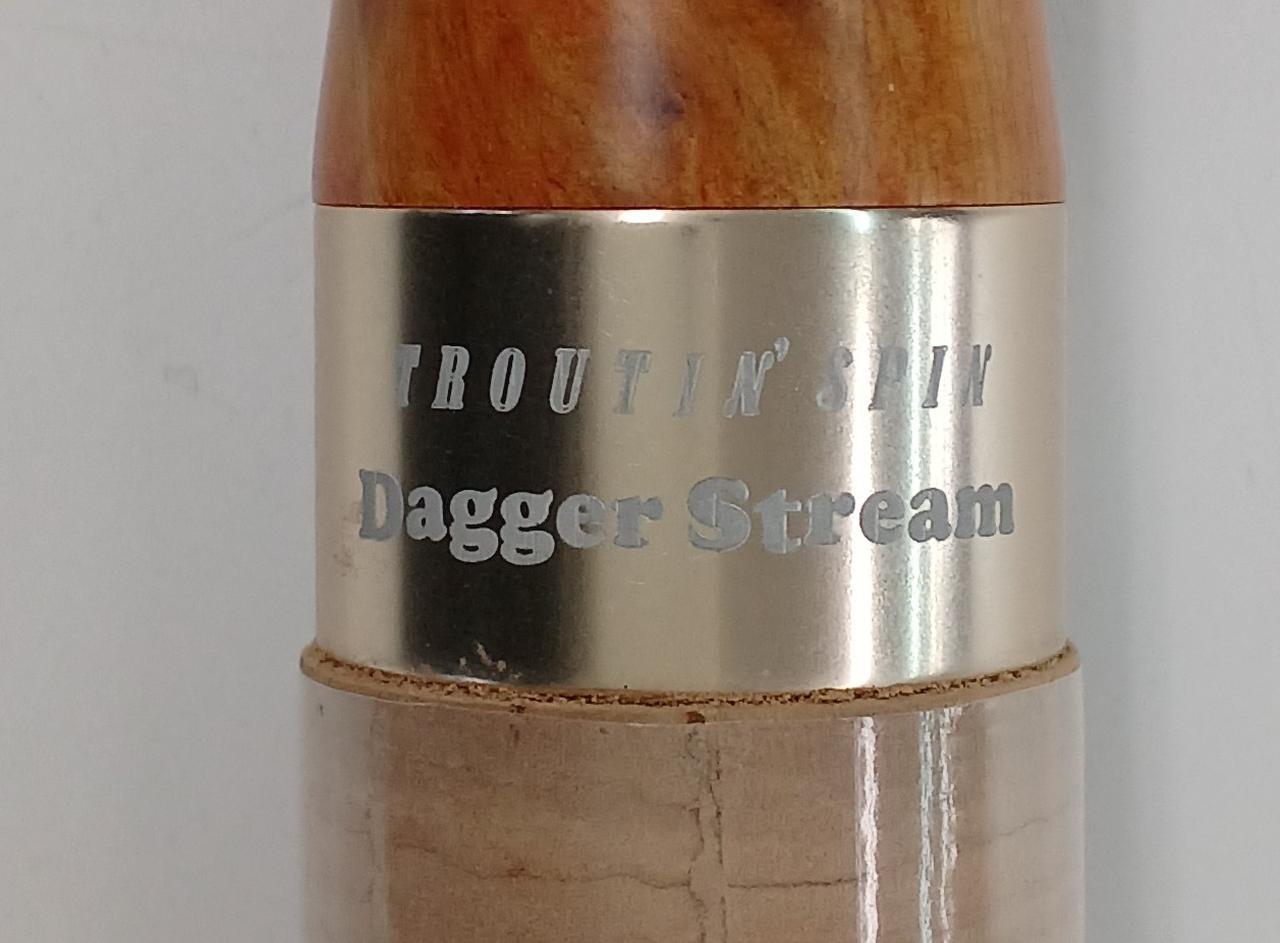 TROUTIN' SPIN
Dagger Stream